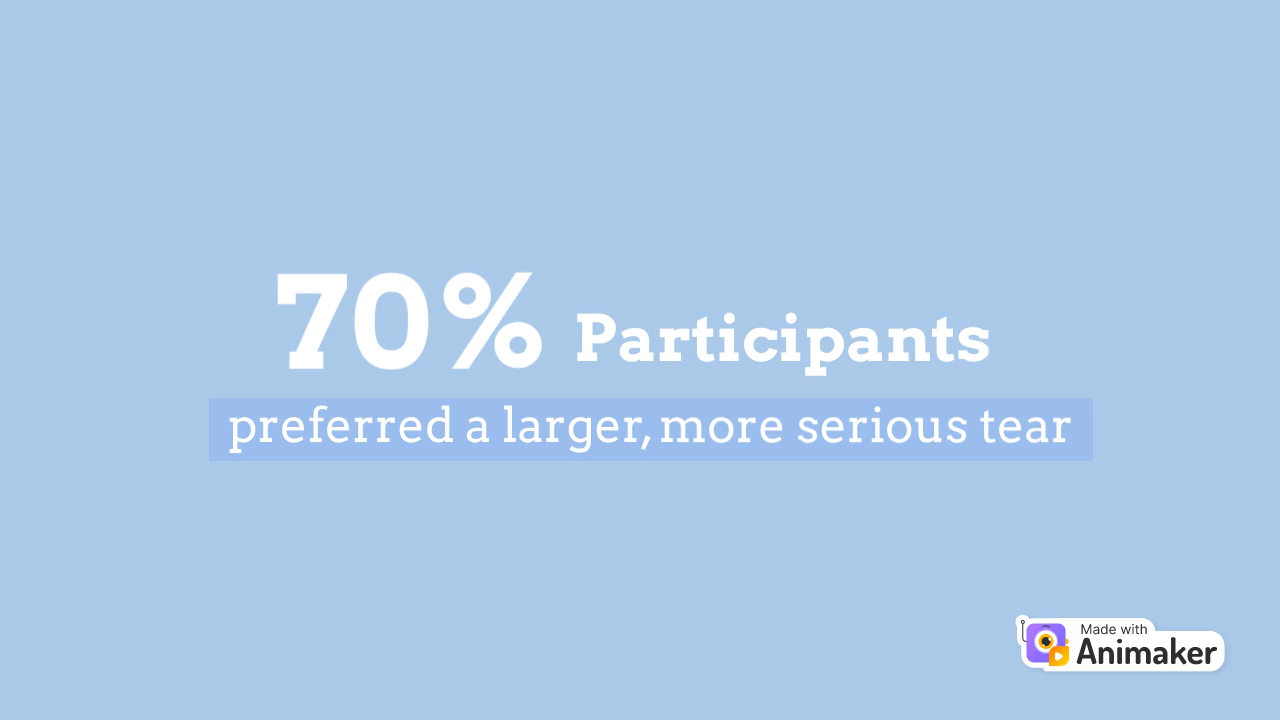 70% Participants
preferred a larger, more serious tear
Made with
Animaker